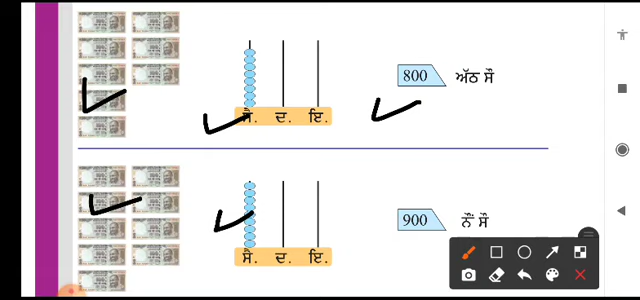 800 ਅੱਠ ਸੌ
ਸੈ. ਦ. ਇ.
900 ਨੌਂ ਸੌ
ਸੈ. ਦ. ਇ.